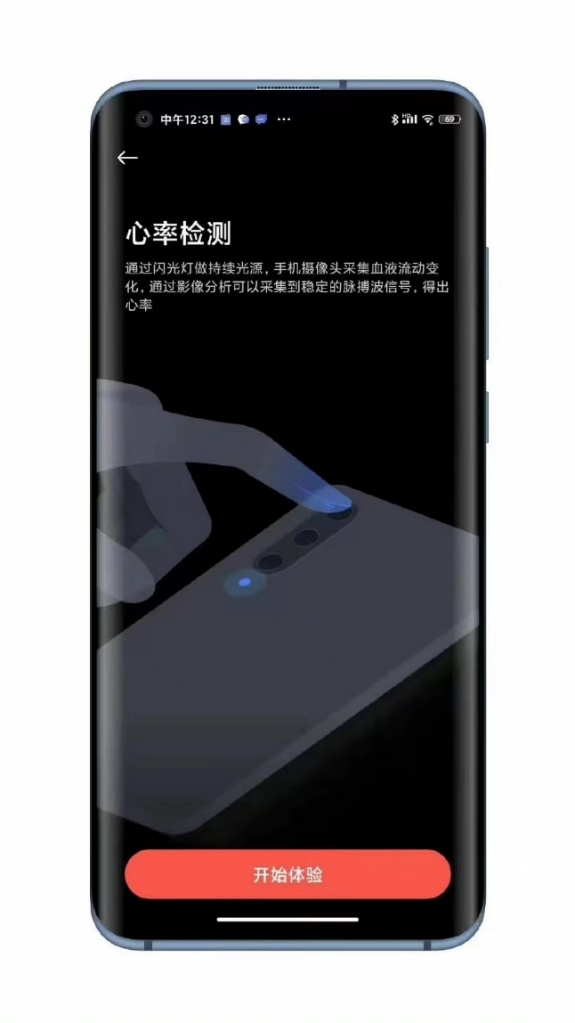 中午12:31
HD
69
心率检测
通过闪光灯做持续光源，手机摄像头采集血液流动变
化，通过影像分析可以采集到稳定的脉搏波信号，得出
心率
开始体验